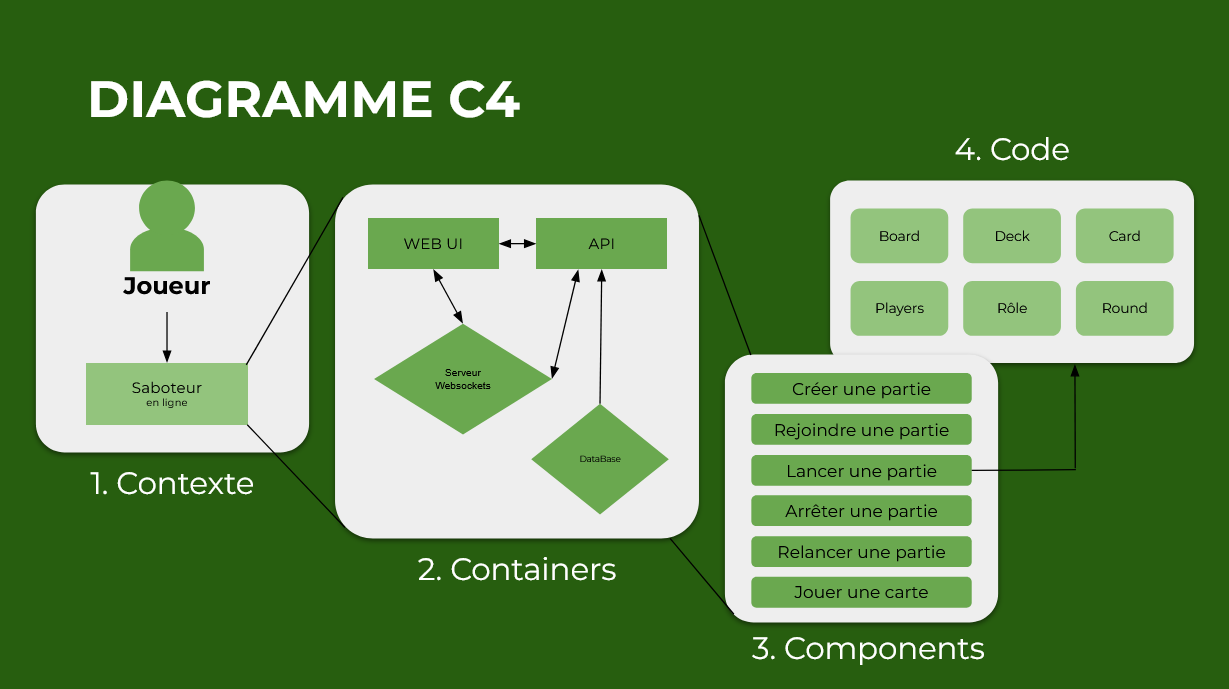 DIAGRAMME C4
Joueur
Saboteur
en ligne
1. Contexte
WEB UI
API
Serveur
Websockets
DataBase
2. Containers
Créer une partie
Rejoindre une partie
Lancer une partie
Arrêter une partie
Relancer une partie
Jouer une carte
3. Components
4. Code
Board
Deck
Card
Players
Rôle
Round